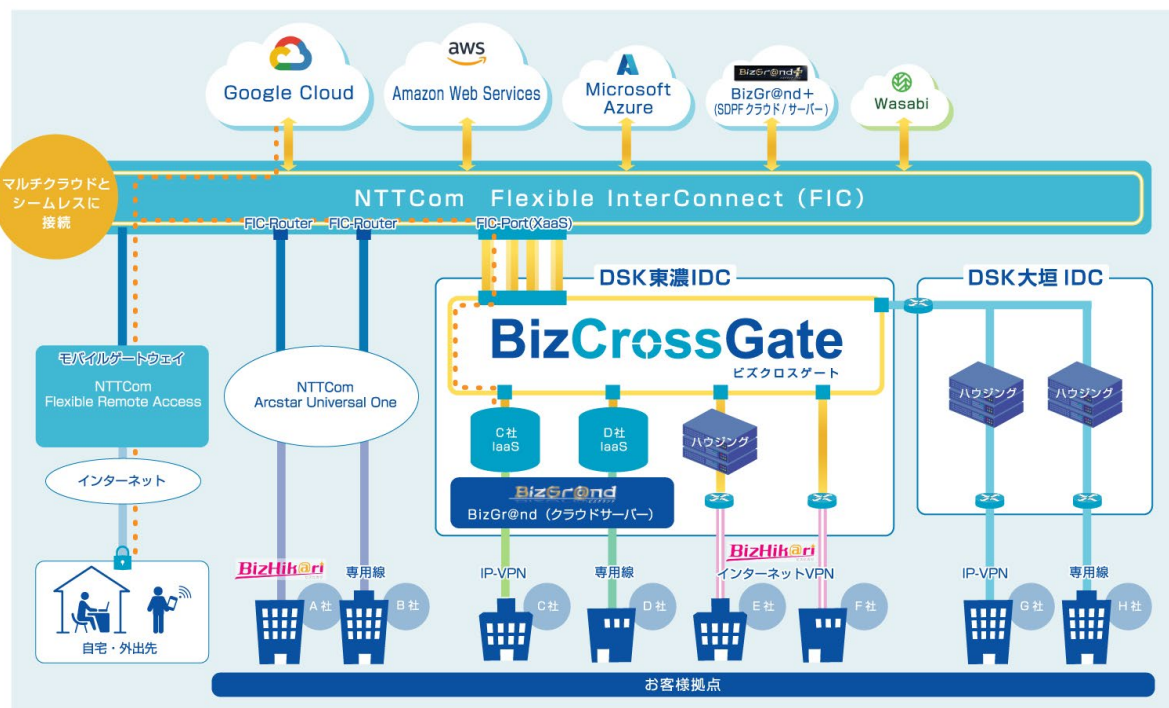 Google Cloud
aws
Amazon Web Services
Microsoft
Azure
BizGr@nd+
BizGr@nd+
(SDPFクラウド/サーバー)
Wasabi
マルチクラウドと
シームレスに
接続
NTTCom Flexible InterConnect (FIC)
FIC-Router
FIC-Router
FIC-Port(XaaS)
DSK東濃IDC
DSK大垣IDC
BizCrossGate
ビズクロスゲート
モバイルゲートウェイ
NTTCom
Flexible Remote Access
NTTCom
Arcstar Universal One
C社
IaaS
D社
IaaS
ハウジング
ハウジング
ハウジング
インターネット
BizGr@nd
BizGr@nd(クラウドサーバー)
BizHik@ri
専用線
IP-VPN
専用線
BizHik@ri
インターネットVPN
IP-VPN
専用線
A社
B社
C社
D社
E社
F社
G社
H社
自宅・外出先
お客様拠点